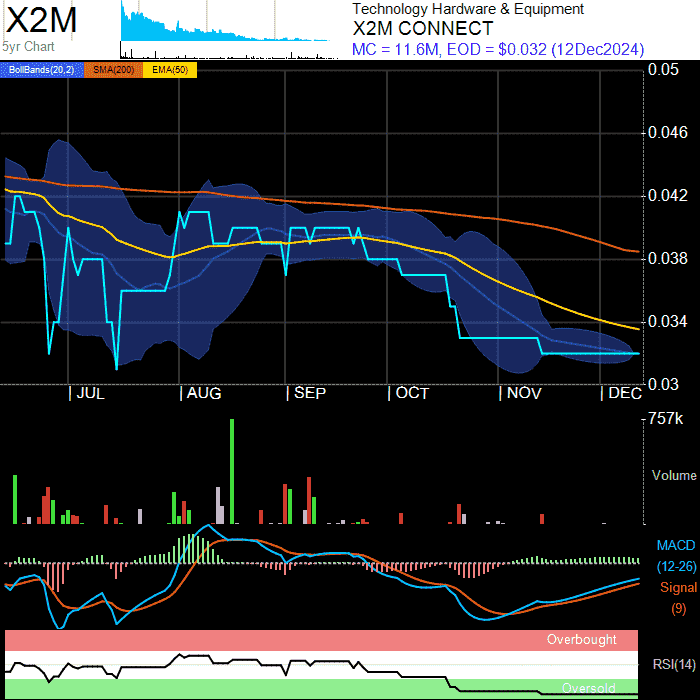 X2M
5yr Chart
Technology Hardware & Equipment
X2M CONNECT
MC = 11.6M, EOD = $0.032 (12Dec2024)
BollBands(20,2) SMA(200) EMA(50)
0.05
0.046
0.042
0.038
0.034
0.03
JUL AUG SEP OCT NOV DEC
757k
Volume
MACD
(12-26)
Signal
(9)
Overbought
RSI(14)
Oversold